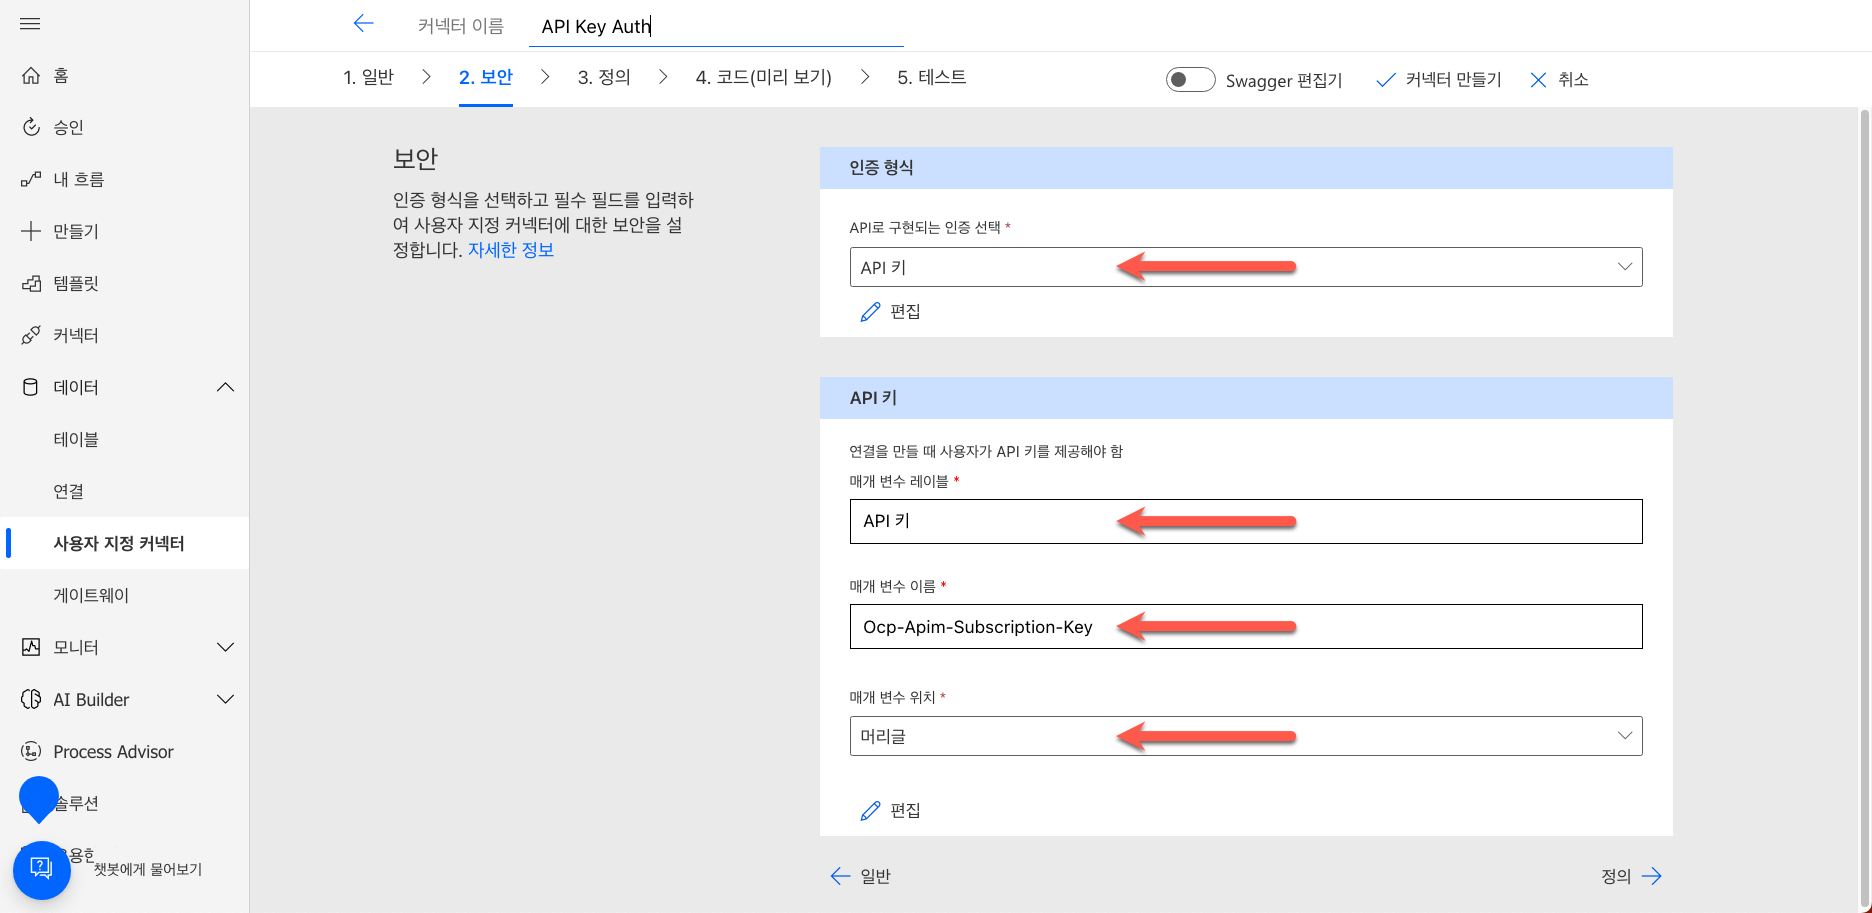 커넥터 이름 API Key Auth
1. 일반 2. 보안 3. 정의 4. 코드(미리 보기) 5. 테스트 Swagger 편집기 커넥터 만들기 취소
홈
승인
내 흐름
만들기
템플릿
커넥터
데이터
테이블
연결
사용자 지정 커넥터
게이트웨이
모니터
AI Builder
Process Advisor
솔루션
챗봇에게 물어보기
보안
인증 형식을 선택하고 필수 필드를 입력하
여 사용자 지정 커넥터에 대한 보안을 설
정합니다. 자세한 정보
인증 형식
API로 구현되는 인증 선택 *
API 키
편집
API 키
연결을 만들 때 사용자가 API 키를 제공해야 함
매개 변수 레이블 *
API 키
매개 변수 이름 *
Ocp-Apim-Subscription-Key
매개 변수 위치 *
머리글
편집
일반 정의